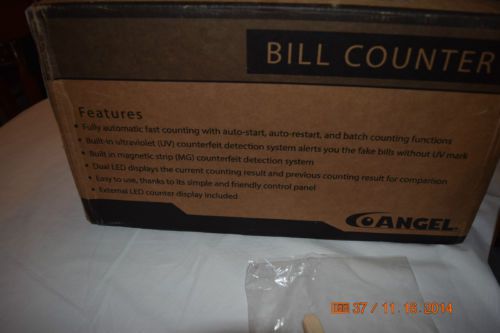 BILL COUNTER
Features
• Fully automatic fast counting with auto-start, auto-restart, and batch counting functions
• Built-in ultraviolet (UV) counterfeit detection system alerts you the fake bills without UV mark
• Built in magnetic strip (MG) counterfeit detection system
• Dual LED displays the current counting result and previous counting result for comparison
• Easy to use, thanks to its simple and friendly control panel
• External LED counter display included
ANGEL
37 / 11.16.2014